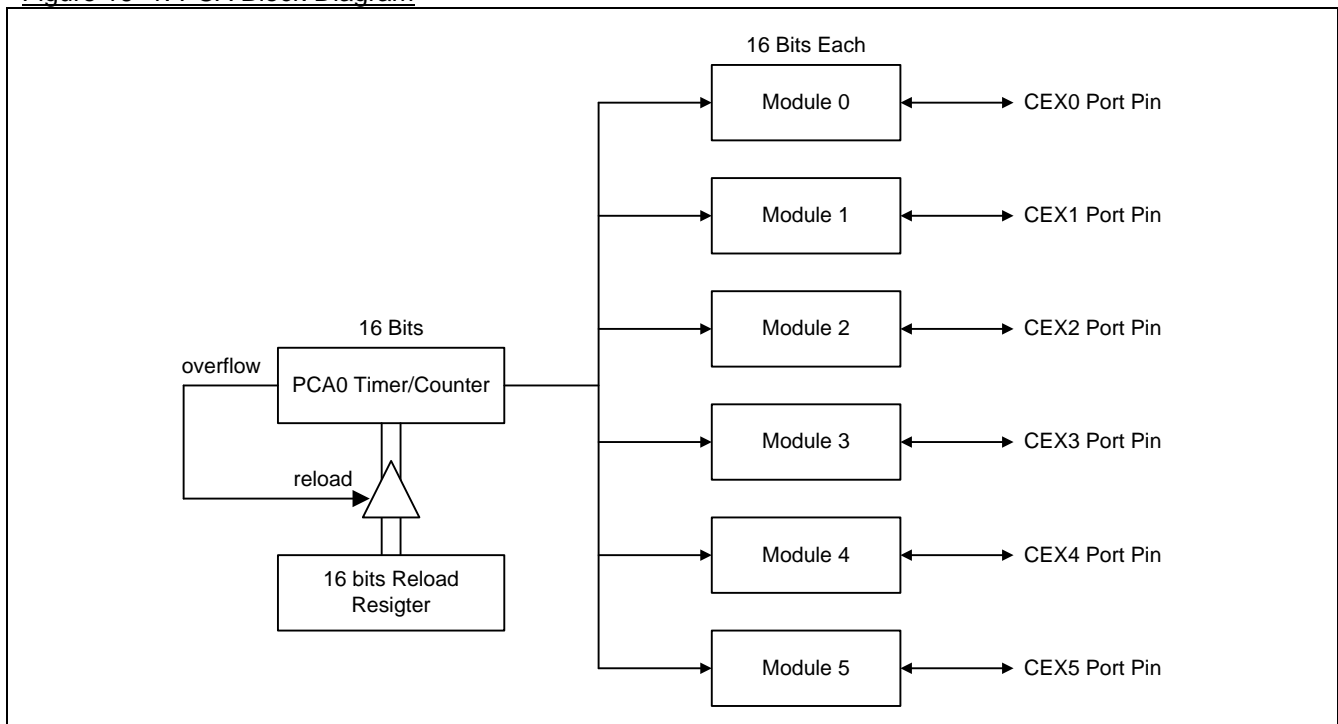 16 Bits Each
Module 0
CEX0 Port Pin
Module 1
CEX1 Port Pin
Module 2
CEX2 Port Pin
16 Bits
overflow
PCA0 Timer/Counter
Module 3
CEX3 Port Pin
reload
Module 4
CEX4 Port Pin
16 bits Reload
Resigter
Module 5
CEX5 Port Pin